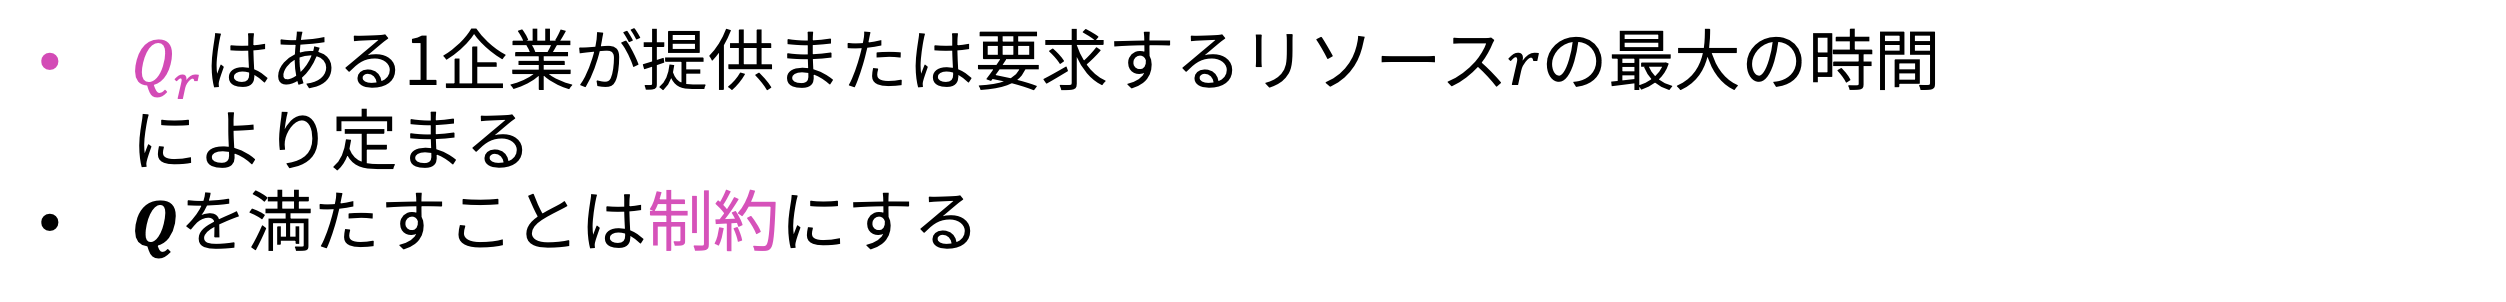 • Qrはある1企業が提供または要求するリソースrの最大の時間
により定まる
• Qを満たすことは制約にする